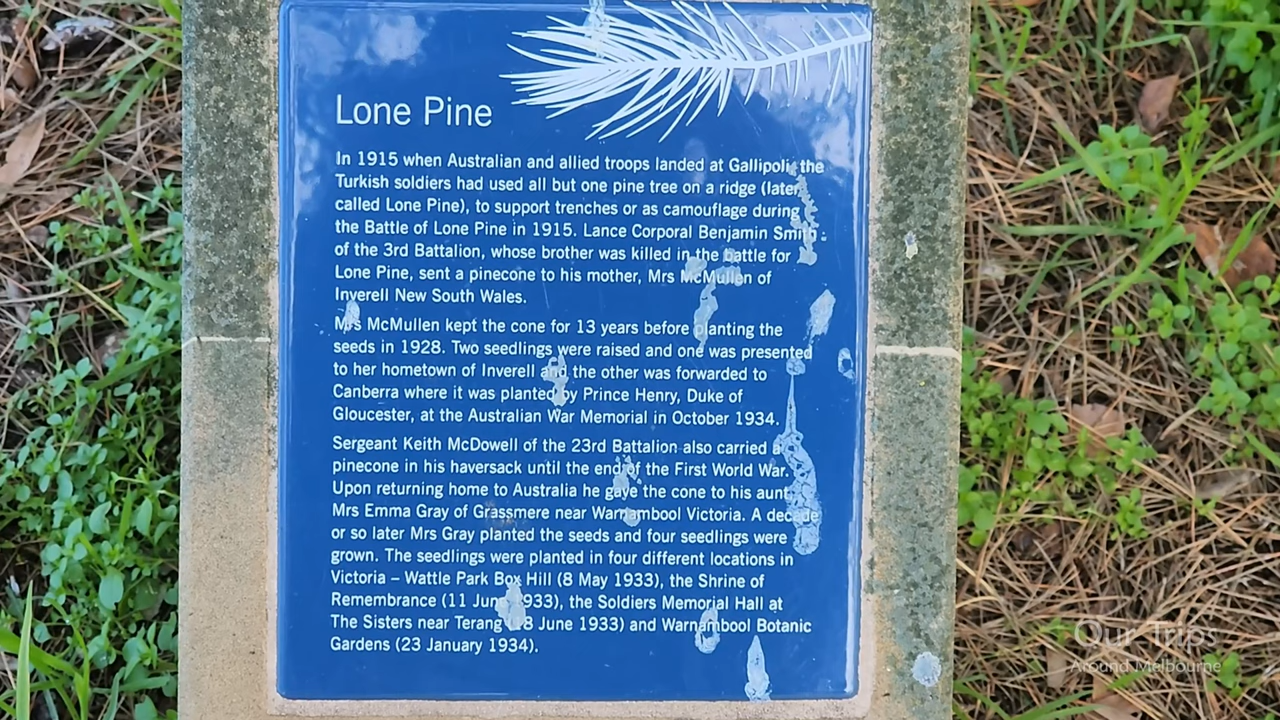 Lone Pine
In 1915 when Australian and allied troops landed at Gallipoli, the
Turkish soldiers had used all but one pine tree on a ridge (later
called Lone Pine), to support trenches or as camouflage during
the Battle of Lone Pine in 1915. Lance Corporal Benjamin Smith
of the 3rd Battalion, whose brother was killed in the battle for
Lone Pine, sent a pinecone to his mother, Mrs McMullen of
Inverell New South Wales.
Mrs McMullen kept the cone for 13 years before planting the
seeds in 1928. Two seedlings were raised and one was presented
to her hometown of Inverell and the other was forwarded to
Canberra where it was planted by Prince Henry, Duke of
Gloucester, at the Australian War Memorial in October 1934.
Sergeant Keith McDowell of the 23rd Battalion also carried a
pinecone in his haversack until the end of the First World War.
Upon returning home to Australia he gave the cone to his aunt,
Mrs Emma Gray of Grassmere near Warrnambool Victoria. A decade
or so later Mrs Gray planted the seeds and four seedlings were
grown. The seedlings were planted in four different locations in
Victoria – Wattle Park Box Hill (8 May 1933), the Shrine of
Remembrance (11 June 1933), the Soldiers Memorial Hall at
The Sisters near Terang (18 June 1933) and Warrnambool Botanic
Gardens (23 January 1934).
Our Trips
Around Melbourne